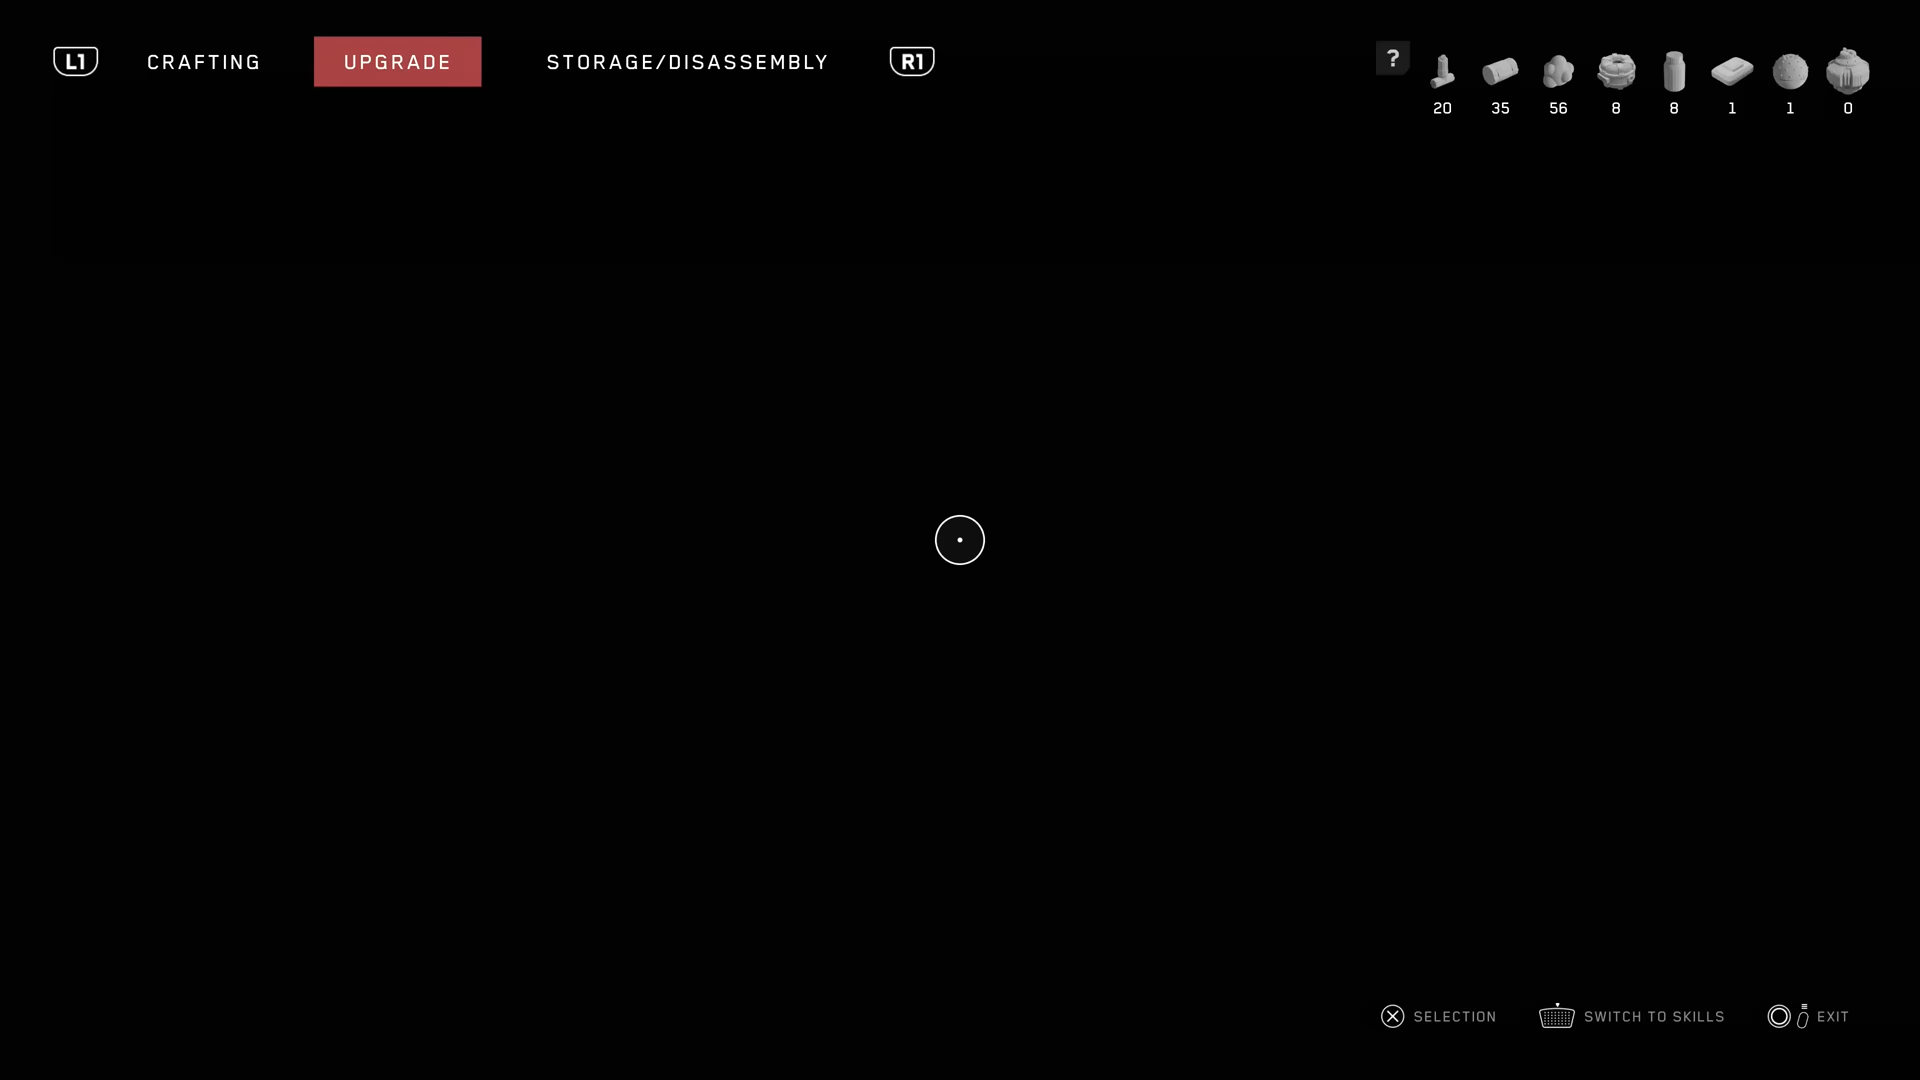 L1 CRAFTING UPGRADE STORAGE/DISASSEMBLY R1 ?
20 35 56 8 8 1 1 0
SELECTION SWITCH TO SKILLS EXIT